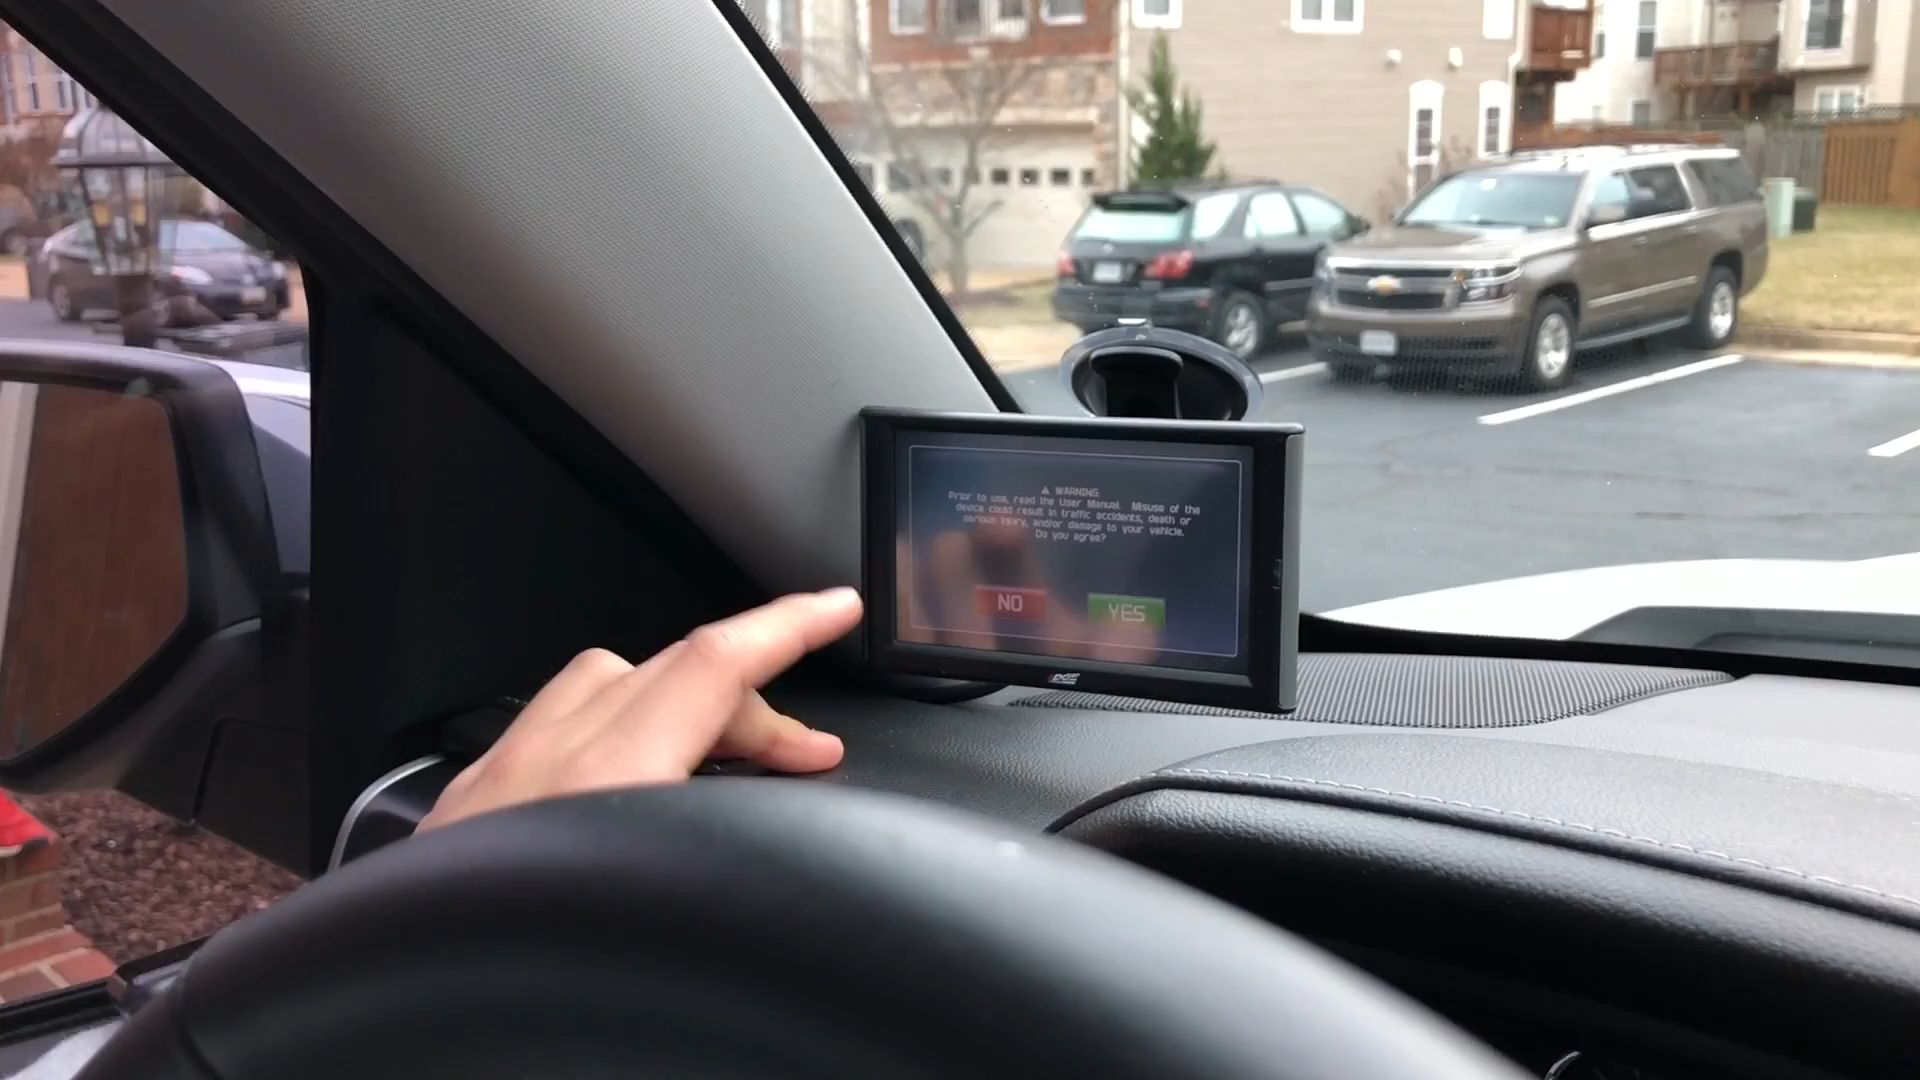 ⚠ WARNING:
Prior to use, read the User Manual. Misuse of the
device could result in traffic accidents, death or
serious injury, and/or damage to your vehicle.
Do you agree?
NO YES
EDGE